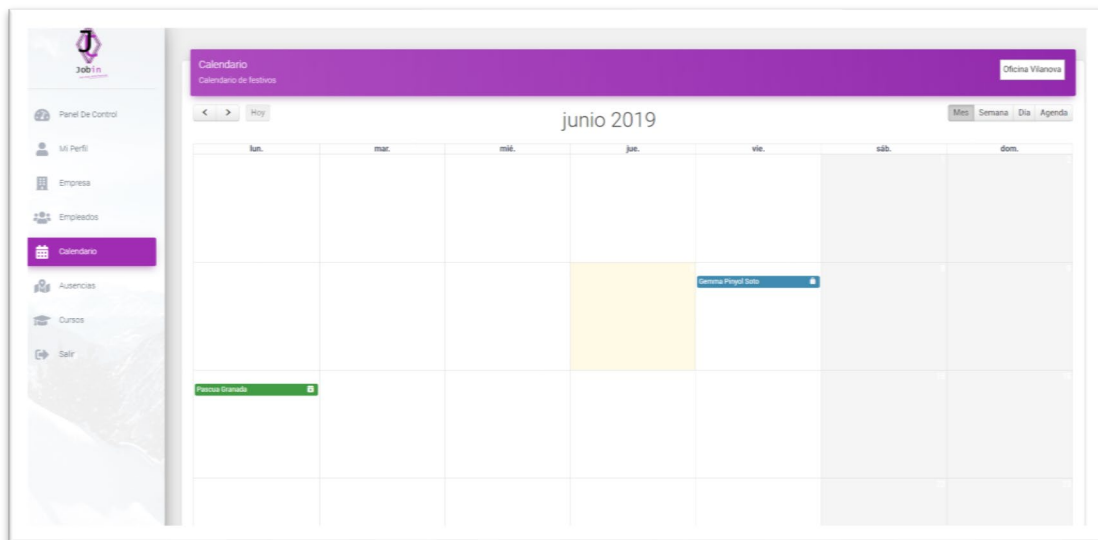 Jobin
Panel De Control
Mi Perfil
Empresa
Empleados
Calendario
Ausencias
Cursos
Salir
Calendario
Calendario de festivos
Oficina Vilanova
Hoy
junio 2019
Mes Semana Día Agenda
lun. mar. mié. jue. vie. sáb. dom.
Gemma Pinyol Soto
Pascua Granada